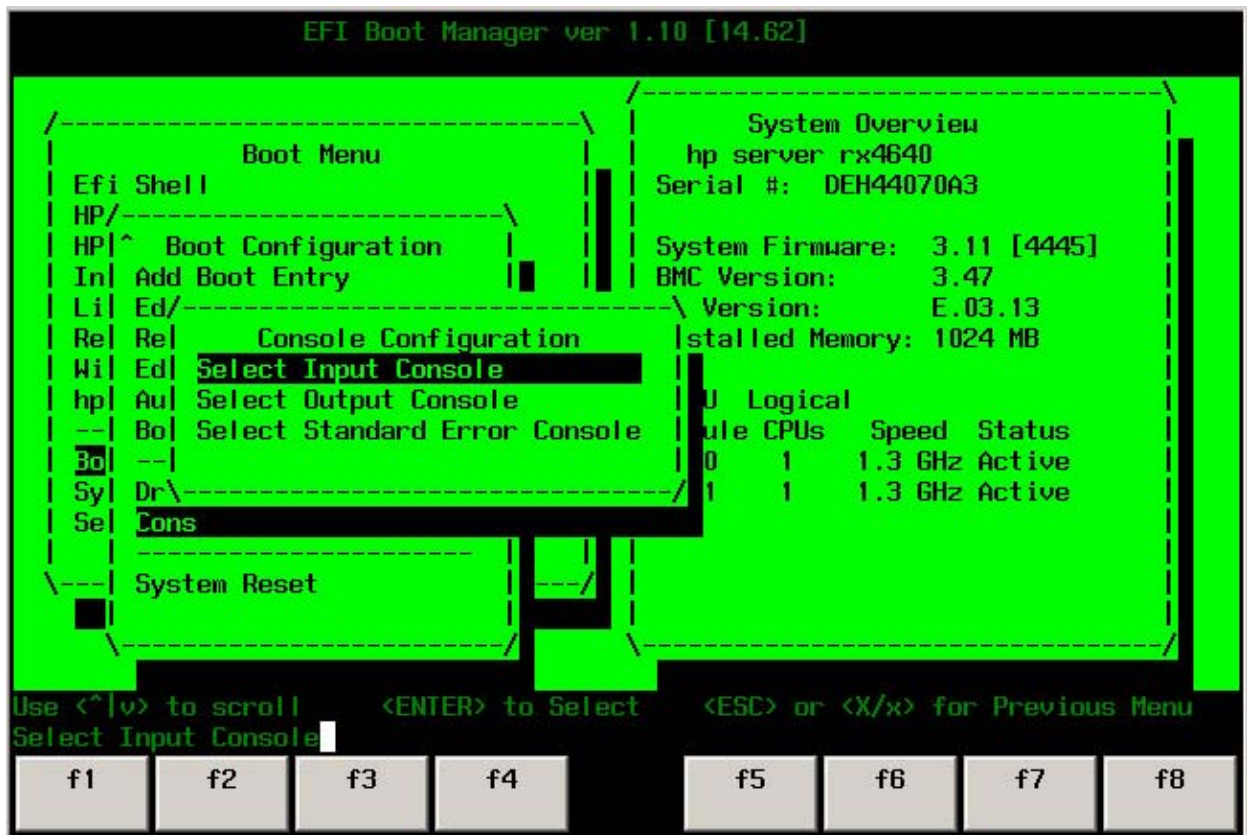 EFI Boot Manager ver 1.10 [14.62]
Boot Menu
Efi Shell
HP
HP
In
Li
Re
Wi
hp
Bo
Sy
Se
^ Boot Configuration
Add Boot Entry
Ed
Re
Ed
Au
Bo
Dr
Cons
System Reset
Console Configuration
Select Input Console
Select Output Console
Select Standard Error Console
System Overview
hp server rx4640
Serial #: DEH44070A3
System Firmware: 3.11 [4445]
BMC Version: 3.47
Version: E.03.13
stalled Memory: 1024 MB
U Logical
ule CPUs Speed Status
0 1 1.3 GHz Active
1 1 1.3 GHz Active
Use <^|v> to scroll <ENTER> to Select <ESC> or <X/x> for Previous Menu
Select Input Console
f1 f2 f3 f4 f5 f6 f7 f8